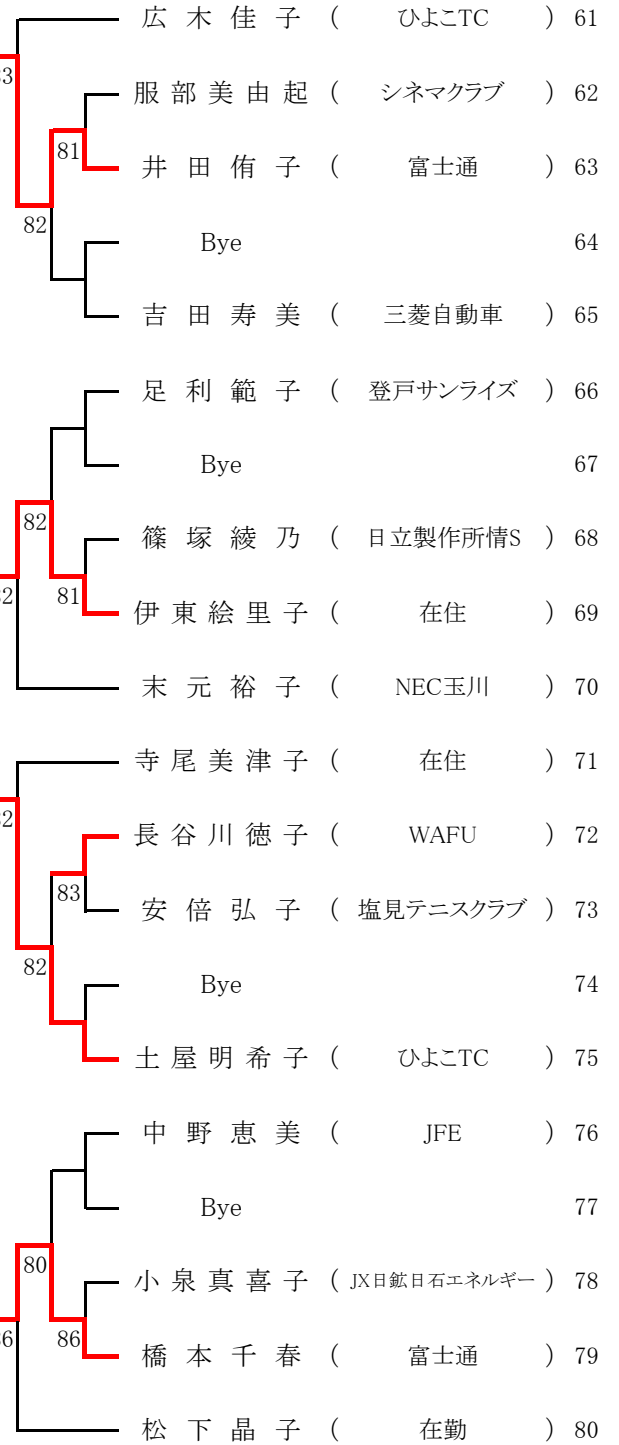 広木佳子 ( ひよこTC ) 61
服部美由起 ( シネマクラブ ) 62
81
井田侑子 ( 富士通 ) 63
82
Bye 64
吉田寿美 ( 三菱自動車 ) 65
足利範子 ( 登戸サンライズ ) 66
Bye 67
82
篠塚綾乃 ( 日立製作所情S ) 68
81
伊東絵里子 ( 在住 ) 69
末元裕子 ( NEC玉川 ) 70
寺尾美津子 ( 在住 ) 71
長谷川徳子 ( WAFU ) 72
83
安倍弘子 ( 塩見テニスクラブ ) 73
82
Bye 74
土屋明希子 ( ひよこTC ) 75
中野恵美 ( JFE ) 76
Bye 77
80
小泉真喜子 ( JX日鉱日石エネルギー ) 78
86
橋本千春 ( 富士通 ) 79
松下晶子 ( 在勤 ) 80